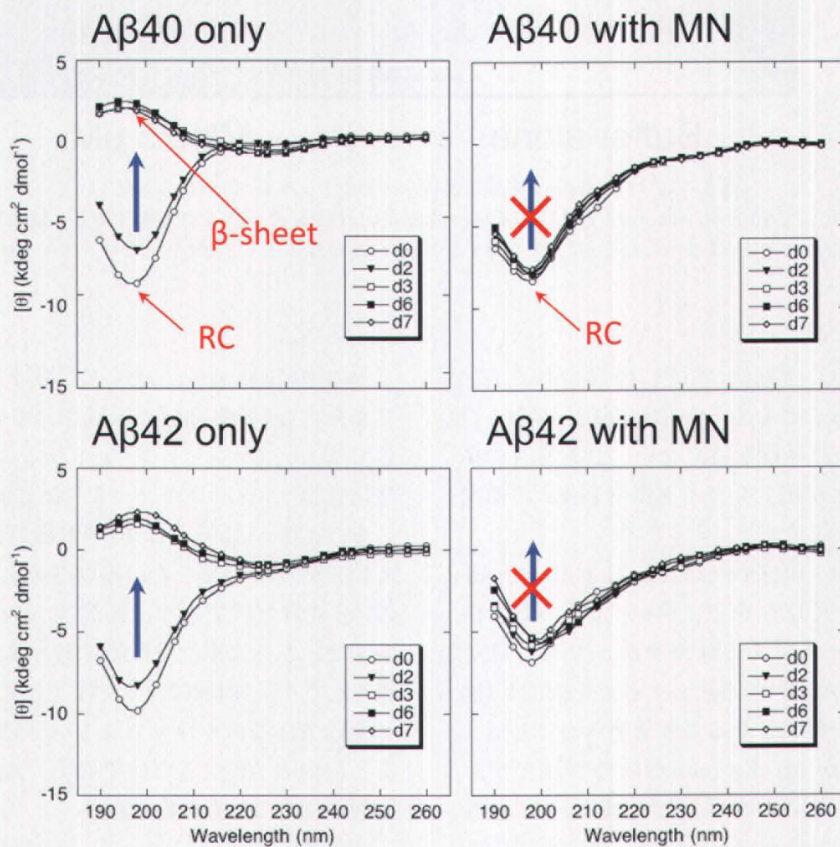 Aβ40 only
Aβ40 with MN
[θ] (kdeg cm² dmol⁻¹)
5
0
-5
-10
-15
β-sheet
RC
d0
d2
d3
d6
d7
RC
d0
d2
d3
d6
d7
Aβ42 only
Aβ42 with MN
[θ] (kdeg cm² dmol⁻¹)
5
0
-5
-10
-15
d0
d2
d3
d6
d7
d0
d2
d3
d6
d7
190 200 210 220 230 240 250 260
190 200 210 220 230 240 250 260
Wavelength (nm)
Wavelength (nm)